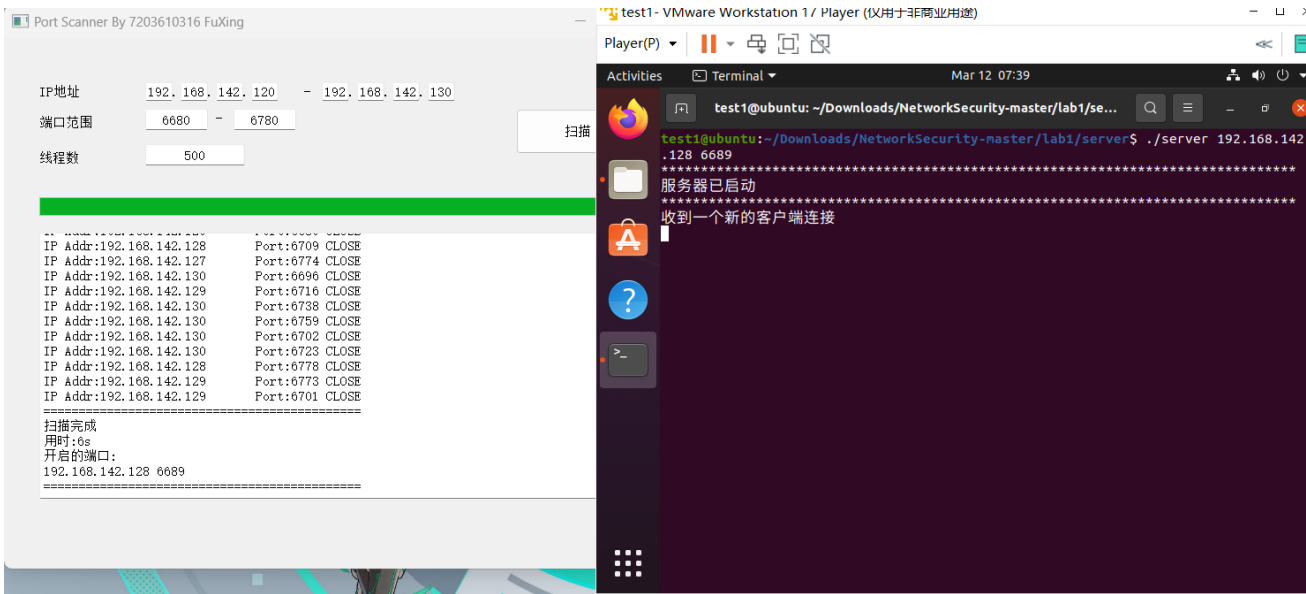 Port Scanner By 7203610316 FuXing
IP地址 192. 168. 142. 120 - 192. 168. 142. 130
端口范围 6680 - 6780
线程数 500
扫描
IP Addr:192.168.142.128 Port:6709 CLOSE
IP Addr:192.168.142.127 Port:6774 CLOSE
IP Addr:192.168.142.130 Port:6696 CLOSE
IP Addr:192.168.142.129 Port:6716 CLOSE
IP Addr:192.168.142.130 Port:6738 CLOSE
IP Addr:192.168.142.130 Port:6759 CLOSE
IP Addr:192.168.142.130 Port:6702 CLOSE
IP Addr:192.168.142.130 Port:6723 CLOSE
IP Addr:192.168.142.128 Port:6778 CLOSE
IP Addr:192.168.142.129 Port:6773 CLOSE
IP Addr:192.168.142.129 Port:6701 CLOSE
=============================================
扫描完成
用时:6s
开启的端口:
192.168.142.128 6689
=============================================
test1- VMware Workstation 17 Player (仅用于非商业用途)
Player(P)
Activities Terminal Mar 12 07:39
test1@ubuntu: ~/Downloads/NetworkSecurity-master/lab1/se...
test1@ubuntu:~/Downloads/NetworkSecurity-master/lab1/server$ ./server 192.168.142
.128 6689
********************************************************************************
服务器已启动
********************************************************************************
收到一个新的客户端连接